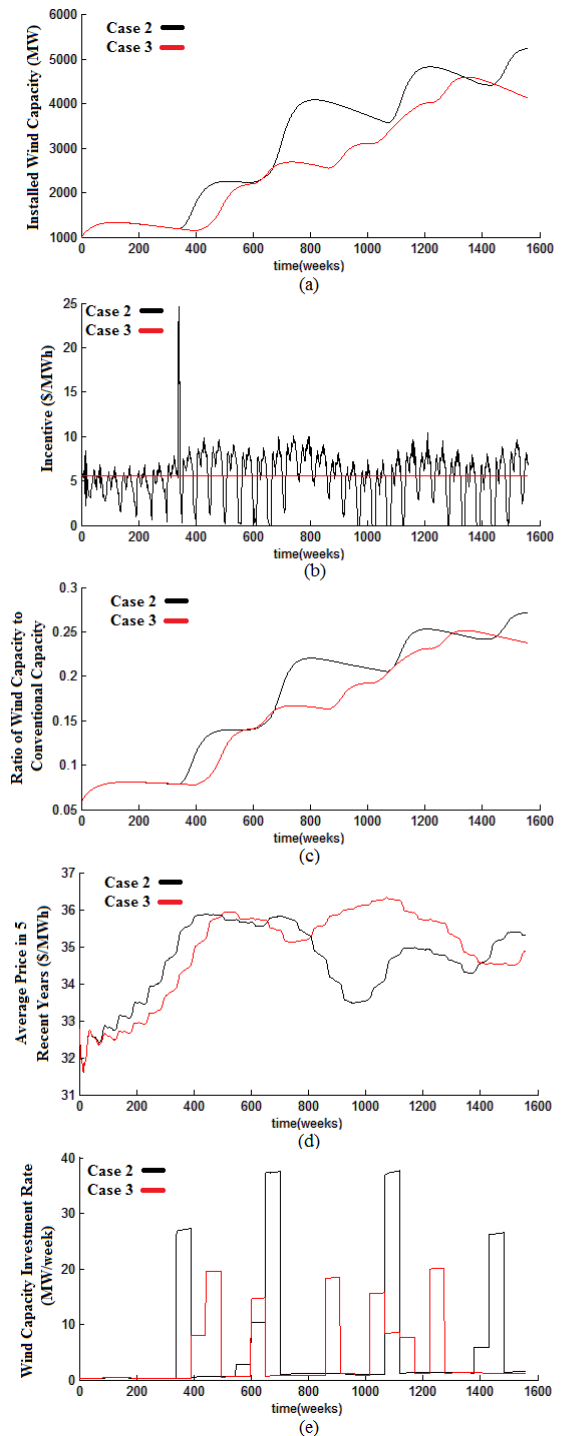 Case 2
Case 3
Installed Wind Capacity (MW)
6000
5000
4000
3000
2000
1000
0 200 400 600 800 1000 1200 1400 1600
time(weeks)
(a)
Case 2
Case 3
Incentive ($/MWh)
25
20
15
10
5
0
0 200 400 600 800 1000 1200 1400 1600
time(weeks)
(b)
Case 2
Case 3
Ratio of Wind Capacity to
Conventional Capacity
0.3
0.25
0.2
0.15
0.1
0.05
0 200 400 600 800 1000 1200 1400 1600
time(weeks)
(c)
Case 2
Case 3
Average Price in 5
Recent Years ($/MWh)
37
36
35
34
33
32
31
0 200 400 600 800 1000 1200 1400 1600
time(weeks)
(d)
Case 2
Case 3
Wind Capacity Investment Rate
(MW/week)
40
30
20
10
0
0 200 400 600 800 1000 1200 1400 1600
time(weeks)
(e)